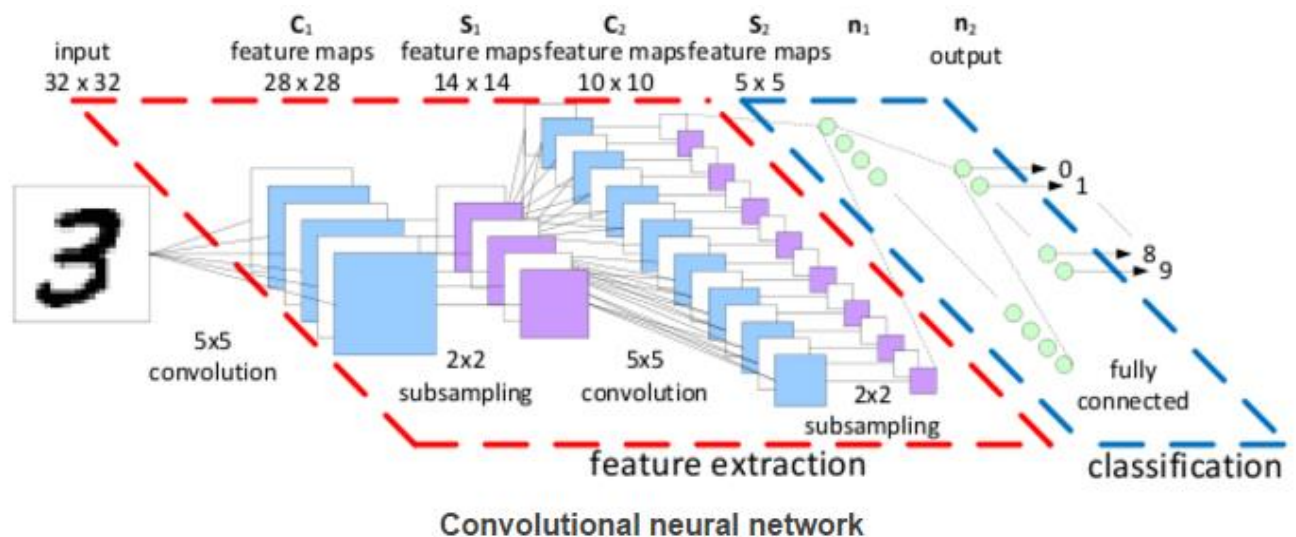 C₁ S₁ C₂ S₂ n₁ n₂
input feature maps feature maps feature maps feature maps output
32 x 32 28 x 28 14 x 14 10 x 10 5 x 5
0
1
8
9
3
5x5
convolution
2x2
subsampling
5x5
convolution
2x2
subsampling
fully
connected
feature extraction
classification
Convolutional neural network